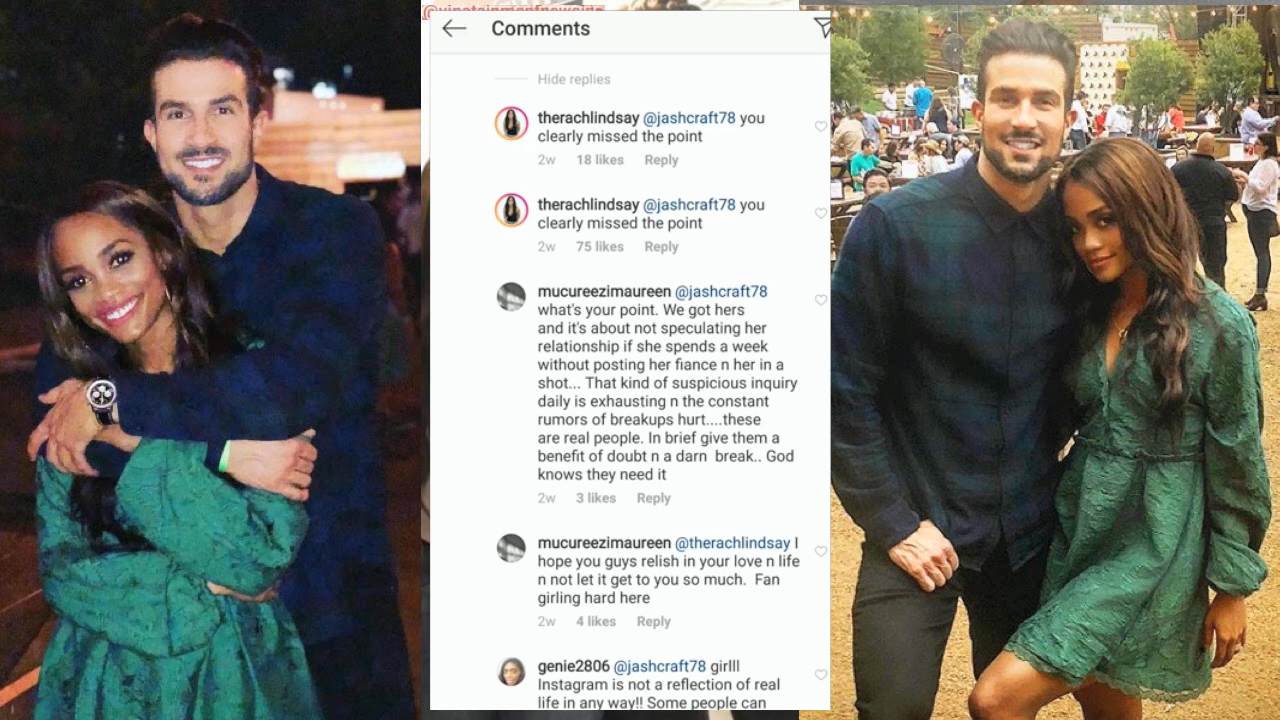 Comments
Hide replies
therachlindsay @jashcraft78 you
clearly missed the point
2w 18 likes Reply
therachlindsay @jashcraft78 you
clearly missed the point
2w 75 likes Reply
mucureezimaureen @jashcraft78
what's your point. We got hers
and it's about not speculating her
relationship if she spends a week
without posting her fiance n her in a
shot... That kind of suspicious inquiry
daily is exhausting n the constant
rumors of breakups hurt....these
are real people. In brief give them a
benefit of doubt n a darn break.. God
knows they need it
2w 3 likes Reply
mucureezimaureen @therachlindsay I
hope you guys relish in your love n life
n not let it get to you so much. Fan
girling hard here
2w 4 likes Reply
genie2806 @jashcraft78 girlll
Instagram is not a reflection of real
life in any way!! Some people can